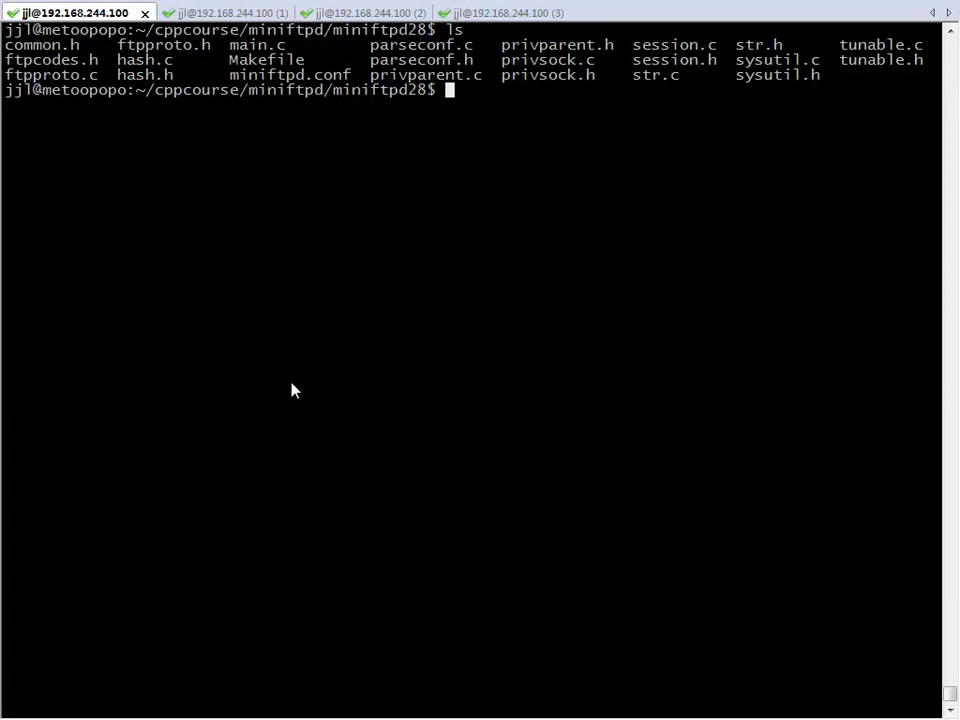 jjl@192.168.244.100 jjl@192.168.244.100 (1) jjl@192.168.244.100 (2) jjl@192.168.244.100 (3)
jjl@metoopopo:~/cppcourse/miniftpd/miniftpd28$ ls
common.h ftpproto.h main.c parseconf.c privparent.h session.c str.h tunable.c
ftpcodes.h hash.c Makefile parseconf.h privsock.c session.h sysutil.c tunable.h
ftpproto.c hash.h miniftpd.conf privparent.c privsock.h str.c sysutil.h
jjl@metoopopo:~/cppcourse/miniftpd/miniftpd28$